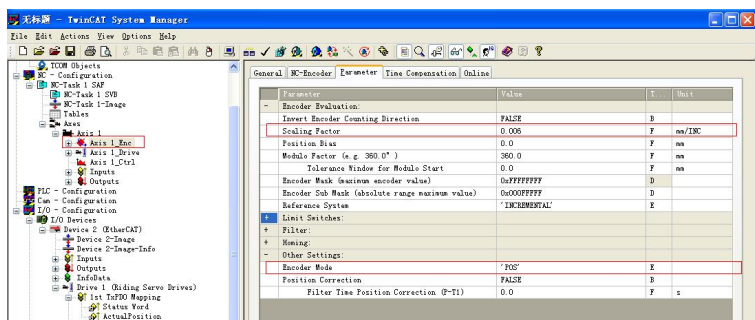 无标题 - TwinCAT System Manager
File Edit Actions View Options Help
TCOM Objects
NC - Configuration
NC-Task 1 SAF
NC-Task 1 SVB
NC-Task 1-Image
Tables
Axes
Axis 1
Axis 1_Enc
Axis 1_Drive
Axis 1_Ctrl
Inputs
Outputs
PLC - Configuration
Cam - Configuration
I/O - Configuration
I/O Devices
Device 2 (EtherCAT)
Device 2-Image
Device 2-Image-Info
Inputs
Outputs
InfoData
Drive 1 (Riding Servo Drives)
1st TxPDO Mapping
Status Word
ActualPosition
General NC-Encoder Parameter Time Compensation Online
Parameter Value T... Unit
- Encoder Evaluation:
Invert Encoder Counting Direction FALSE B
Scaling Factor 0.006 F mm/INC
Position Bias 0.0 F mm
Modulo Factor (e.g. 360.0°) 360.0 F mm
Tolerance Window for Modulo Start 0.0 F mm
Encoder Mask (maximum encoder value) 0xFFFFFFFF D
Encoder Sub Mask (absolute range maximum value) 0x000FFFFF D
Reference System 'INCREMENTAL' E
+ Limit Switches:
+ Filter:
+ Homing:
- Other Settings:
Encoder Mode 'POS' E
Position Correction FALSE B
Filter Time Position Correction (P-T1) 0.0 F s